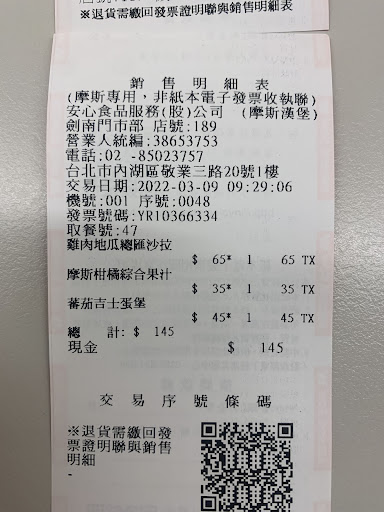 ※退貨需繳回發票證明聯與銷售明細表
銷售明細表
(摩斯專用，非紙本電子發票收執聯)
安心食品服務(股)公司 (摩斯漢堡)
劍南門市部 店號:189
營業人統編:38653753
電話:02 -85023757
台北市內湖區敬業三路20號1樓
交易日期:2022-03-09 09:29:06
機號:001 序號:0048
發票號碼:YR10366334
取餐號:47
雞肉地瓜總匯沙拉
$ 65* 1 65 TX
摩斯柑橘綜合果汁
$ 35* 1 35 TX
蕃茄吉士蛋堡
$ 45* 1 45 TX
總 計:$ 145
現金 $ 145
交易序號條碼
※退貨需繳回發
票證明聯與銷售
明細
-